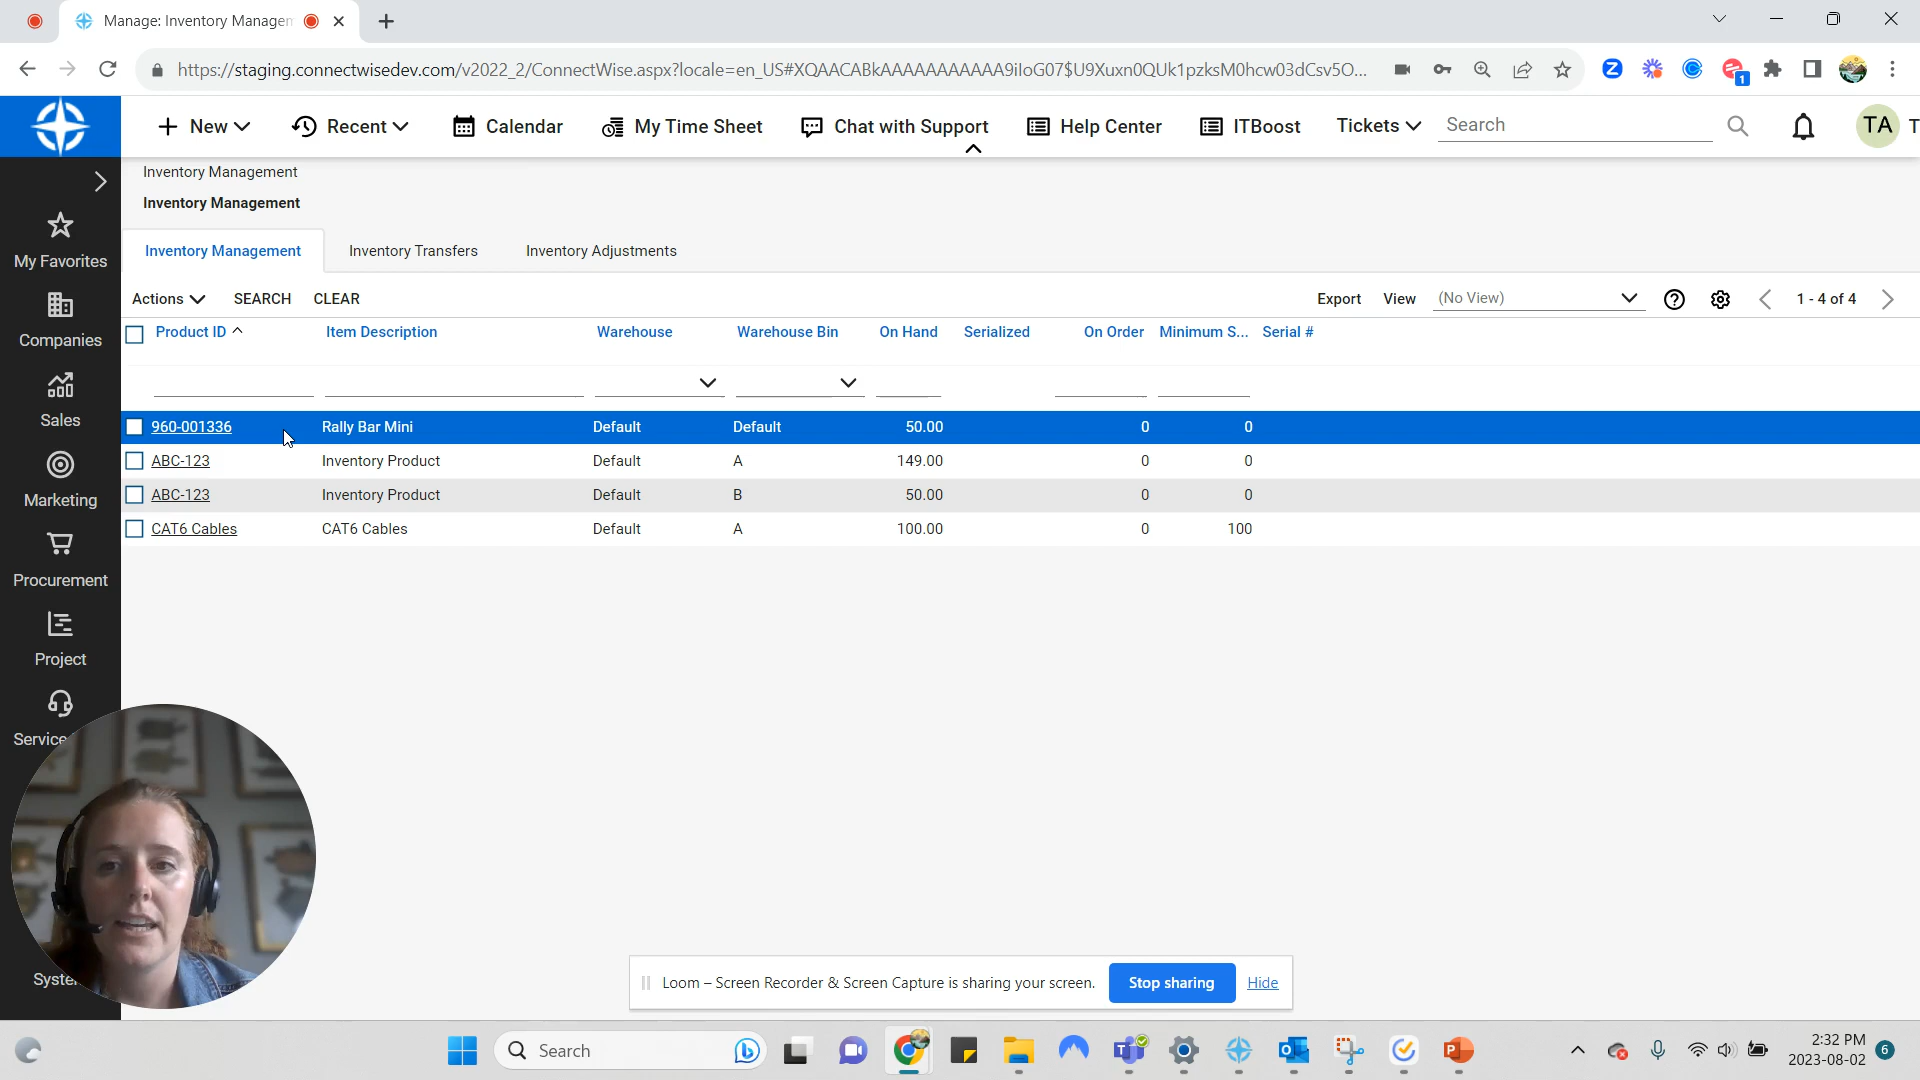 Manage: Inventory Managem
https://staging.connectwisedev.com/v2022_2/ConnectWise.aspx?locale=en_US#XQAACABkAAAAAAAAAAA9iIoG07$U9Xuxn0QUk1pzksM0hcw03dCsv5O...
1
New
Recent
Calendar
My Time Sheet
Chat with Support
Help Center
ITBoost
Tickets
Search
TA
T
Inventory Management
Inventory Management
My Favorites
Companies
Sales
Marketing
Procurement
Project
Service
Syste
Inventory Management
Inventory Transfers
Inventory Adjustments
Actions SEARCH CLEAR
Export View (No View) 1 - 4 of 4
Product ID Item Description Warehouse Warehouse Bin On Hand Serialized On Order Minimum S... Serial #
960-001336 Rally Bar Mini Default Default 50.00 0 0
ABC-123 Inventory Product Default A 149.00 0 0
ABC-123 Inventory Product Default B 50.00 0 0
CAT6 Cables CAT6 Cables Default A 100.00 0 100
Loom – Screen Recorder & Screen Capture is sharing your screen. Stop sharing Hide
Search
2:32 PM
2023-08-02
6